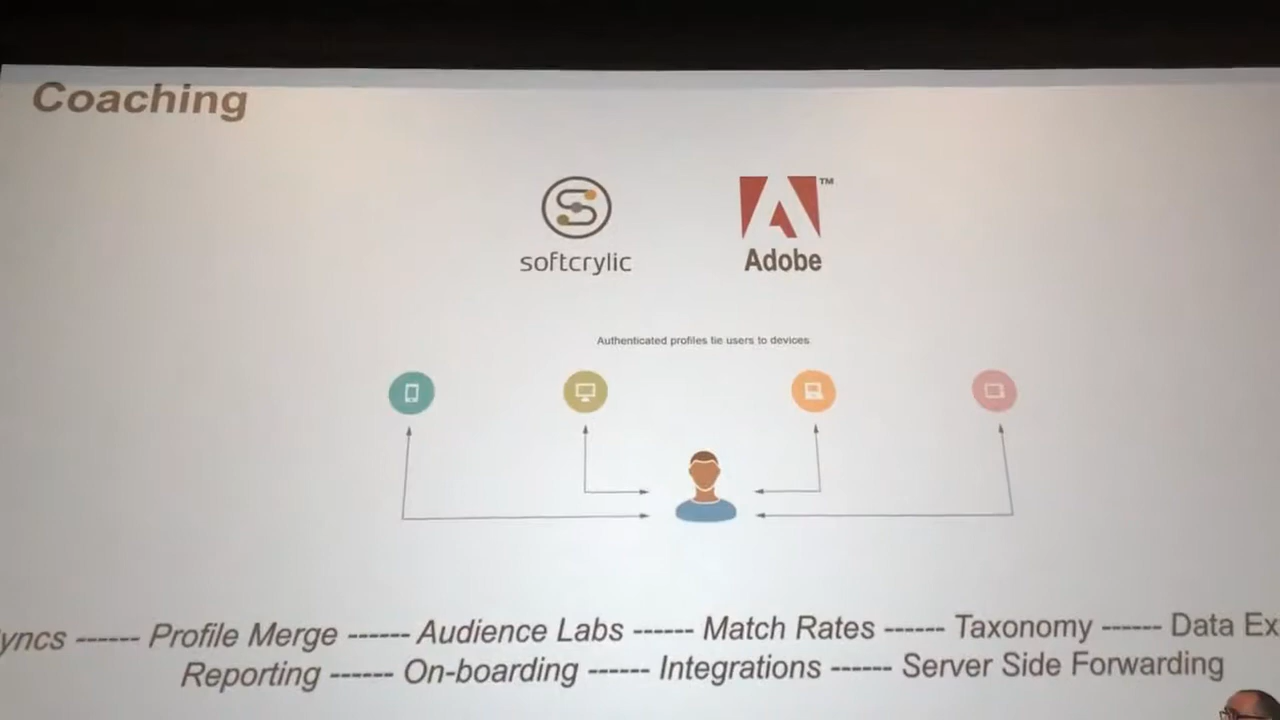 Coaching
softcrylic
TM
Adobe
Authenticated profiles tie users to devices.
------ Profile Merge ------ Audience Labs ------ Match Rates ------ Taxonomy ------ Data
Reporting ------ On-boarding ------ Integrations ------ Server Side Forwarding